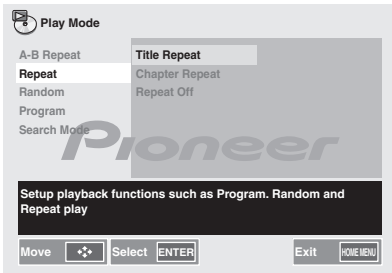 Play Mode
A-B Repeat
Title Repeat
Repeat
Chapter Repeat
Random
Repeat Off
Program
Search Mode
Pioneer
Setup playback functions such as Program. Random and
Repeat play
Move
Select ENTER
Exit HOME MENU